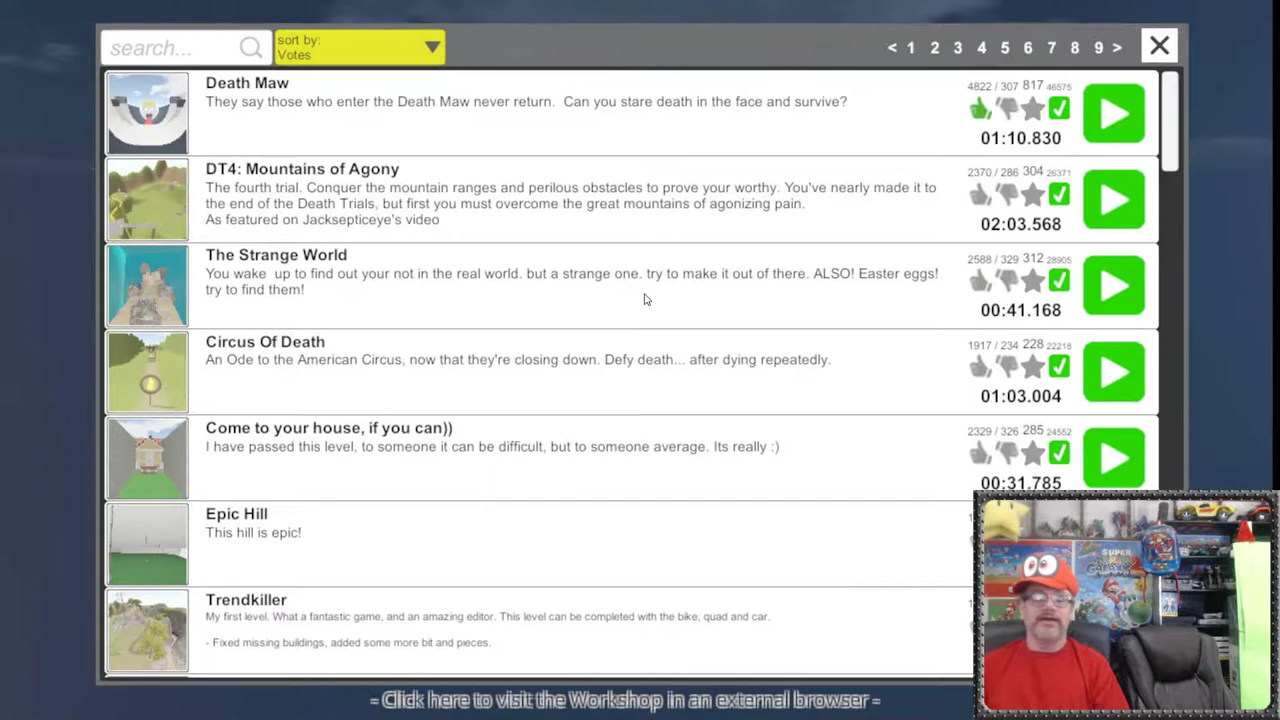 search...
sort by:
Votes
< 1 2 3 4 5 6 7 8 9 >
Death Maw
They say those who enter the Death Maw never return. Can you stare death in the face and survive?
4822 / 307 817 46575
01:10.830
DT4: Mountains of Agony
The fourth trial. Conquer the mountain ranges and perilous obstacles to prove your worthy. You've nearly made it to
the end of the Death Trials, but first you must overcome the great mountains of agonizing pain.
As featured on Jacksepticeye's video
2370 / 286 304 26371
02:03.568
The Strange World
You wake up to find out your not in the real world. but a strange one. try to make it out of there. ALSO! Easter eggs!
try to find them!
2588 / 329 312 28905
00:41.168
Circus Of Death
An Ode to the American Circus, now that they're closing down. Defy death... after dying repeatedly.
1917 / 234 228 22218
01:03.004
Come to your house, if you can))
I have passed this level, to someone it can be difficult, but to someone average. Its really :)
2329 / 326 285 24552
00:31.785
Epic Hill
This hill is epic!
Trendkiller
My first level. What a fantastic game, and an amazing editor. This level can be completed with the bike, quad and car.
- Fixed missing buildings, added some more bit and pieces.
- Click here to visit the Workshop in an external browser -
SUPER